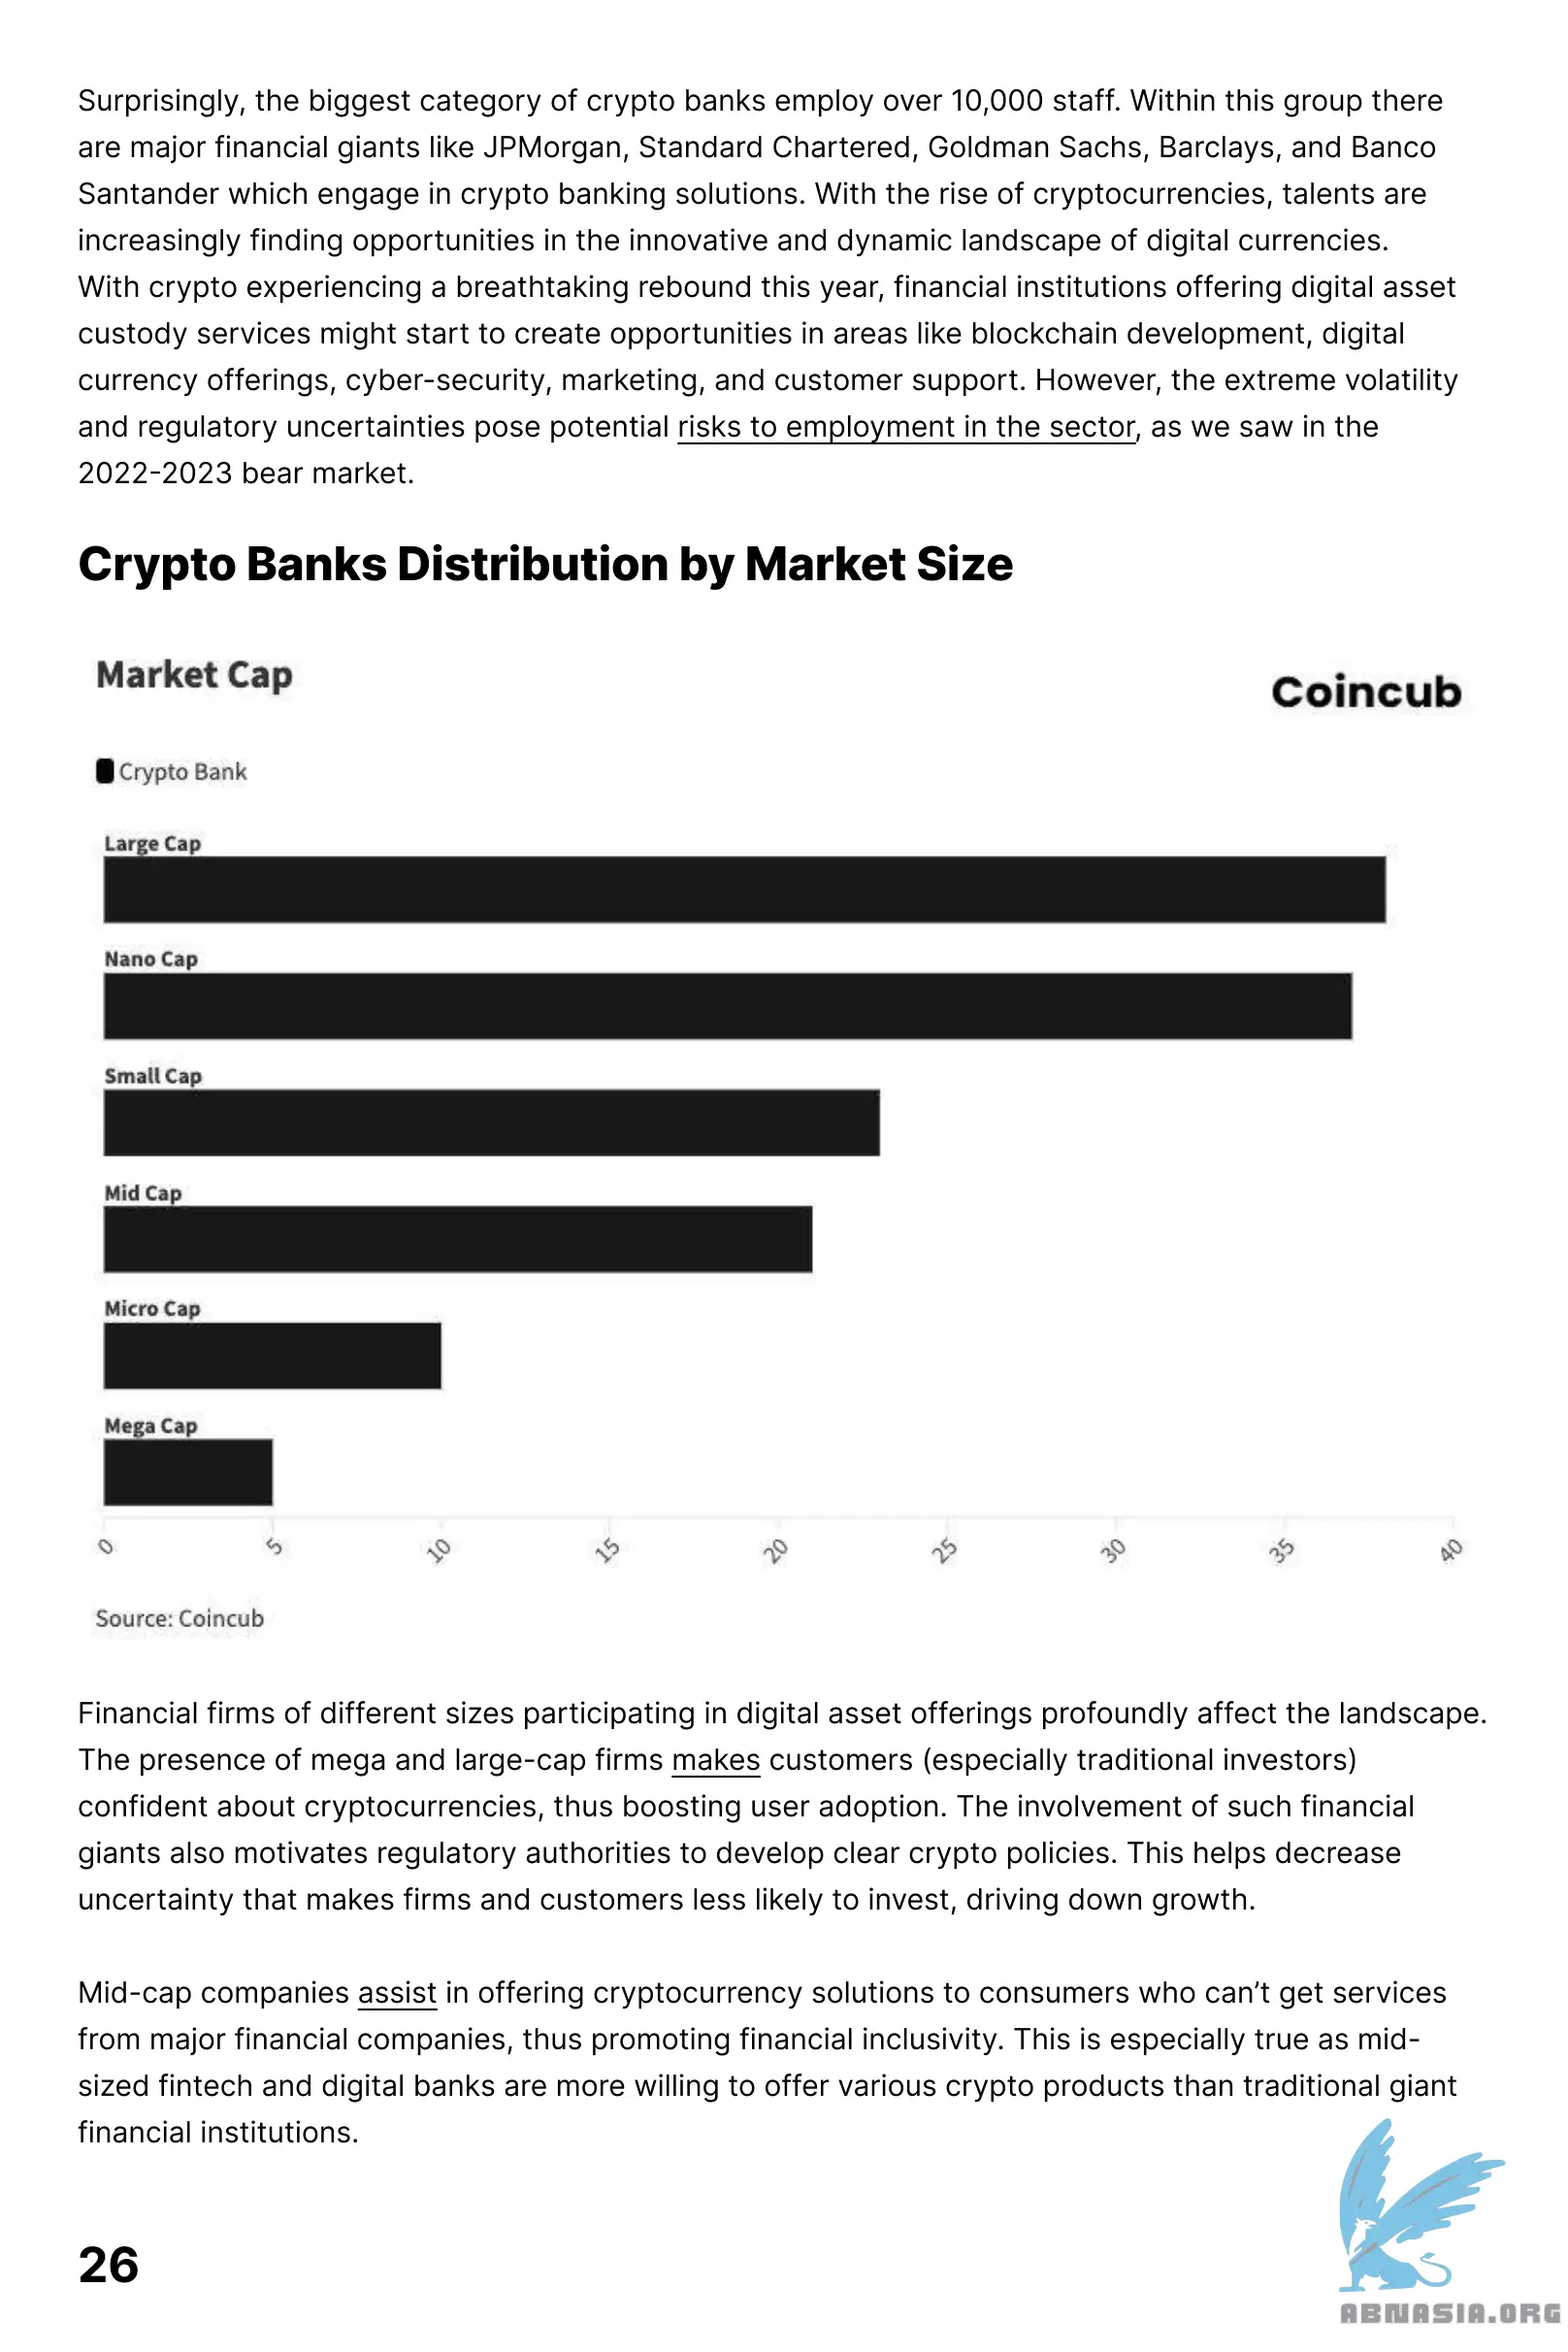 Surprisingly, the biggest category of crypto banks employ over 10,000 staff. Within this group there
are major financial giants like JPMorgan, Standard Chartered, Goldman Sachs, Barclays, and Banco
Santander which engage in crypto banking solutions. With the rise of cryptocurrencies, talents are
increasingly finding opportunities in the innovative and dynamic landscape of digital currencies.
With crypto experiencing a breathtaking rebound this year, financial institutions offering digital asset
custody services might start to create opportunities in areas like blockchain development, digital
currency offerings, cyber-security, marketing, and customer support. However, the extreme volatility
and regulatory uncertainties pose potential risks to employment in the sector, as we saw in the
2022-2023 bear market.
Crypto Banks Distribution by Market Size
Market Cap
Coincub
Crypto Bank
Large Cap
Nano Cap
Small Cap
Mid Cap
Micro Cap
Mega Cap
0 5 10 15 20 25 30 35 40
Source: Coincub
Financial firms of different sizes participating in digital asset offerings profoundly affect the landscape.
The presence of mega and large-cap firms makes customers (especially traditional investors)
confident about cryptocurrencies, thus boosting user adoption. The involvement of such financial
giants also motivates regulatory authorities to develop clear crypto policies. This helps decrease
uncertainty that makes firms and customers less likely to invest, driving down growth.
Mid-cap companies assist in offering cryptocurrency solutions to consumers who can’t get services
from major financial companies, thus promoting financial inclusivity. This is especially true as mid-
sized fintech and digital banks are more willing to offer various crypto products than traditional giant
financial institutions.
26
ABNASIA.ORG